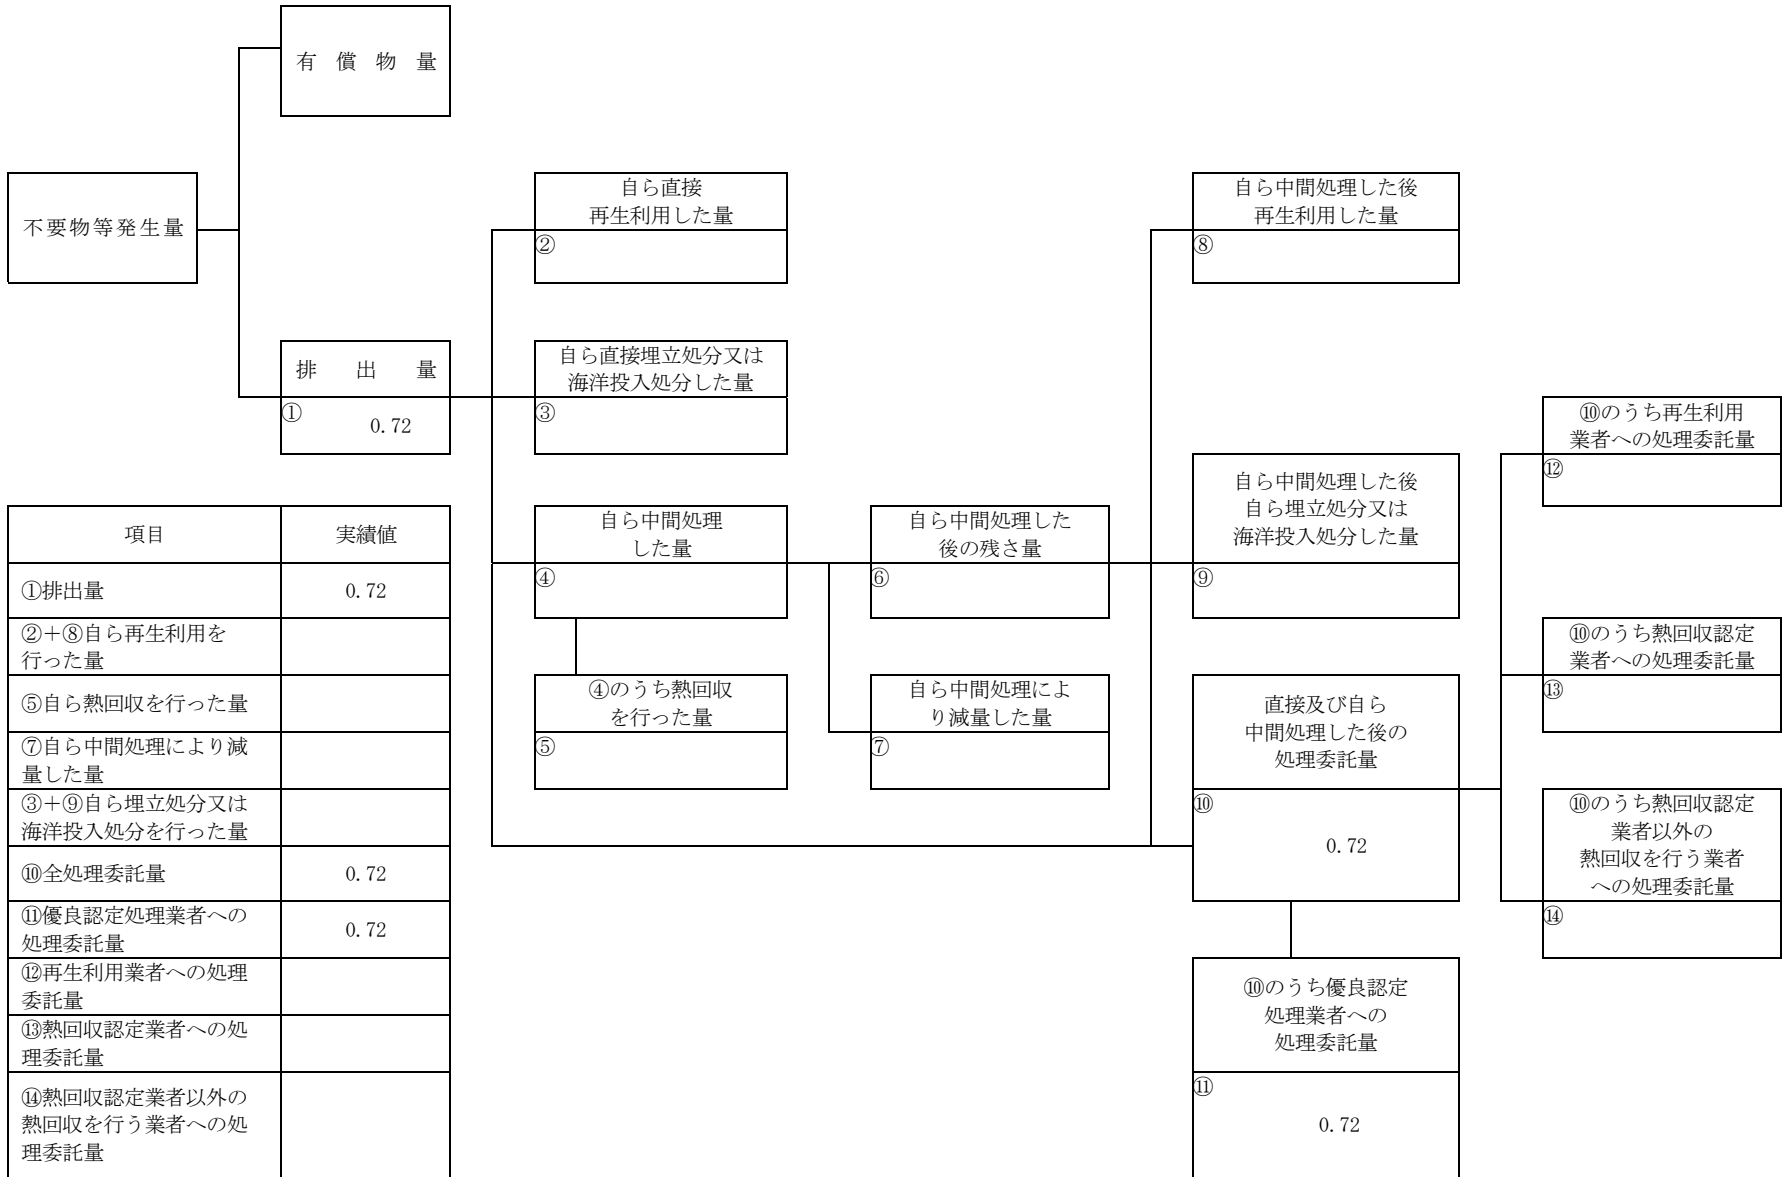 有　償　物　量
不要物等発生量
自ら直接
再生利用した量
②
自ら中間処理した後
再生利用した量
⑧
排　出　量
①
0.72
自ら直接埋立処分又は
海洋投入処分した量
③
⑩のうち再生利用
業者への処理委託量
⑫
自ら中間処理
した量
④
自ら中間処理した
後の残さ量
⑥
自ら中間処理した後
自ら埋立処分又は
海洋投入処分した量
⑨
⑩のうち熱回収認定
業者への処理委託量
⑬
④のうち熱回収
を行った量
⑤
自ら中間処理によ
り減量した量
⑦
直接及び自ら
中間処理した後の
処理委託量
⑩
0.72
⑩のうち熱回収認定
業者以外の
熱回収を行う業者
への処理委託量
⑭
⑩のうち優良認定
処理業者への
処理委託量
⑪
0.72
項目　実績値
①排出量　0.72
②＋⑧自ら再生利用を
行った量
⑤自ら熱回収を行った量
⑦自ら中間処理により減
量した量
③＋⑨自ら埋立処分又は
海洋投入処分を行った量
⑩全処理委託量　0.72
⑪優良認定処理業者への
処理委託量　0.72
⑫再生利用業者への処理
委託量
⑬熱回収認定業者への処
理委託量
⑭熱回収認定業者以外の
熱回収を行う業者への処
理委託量